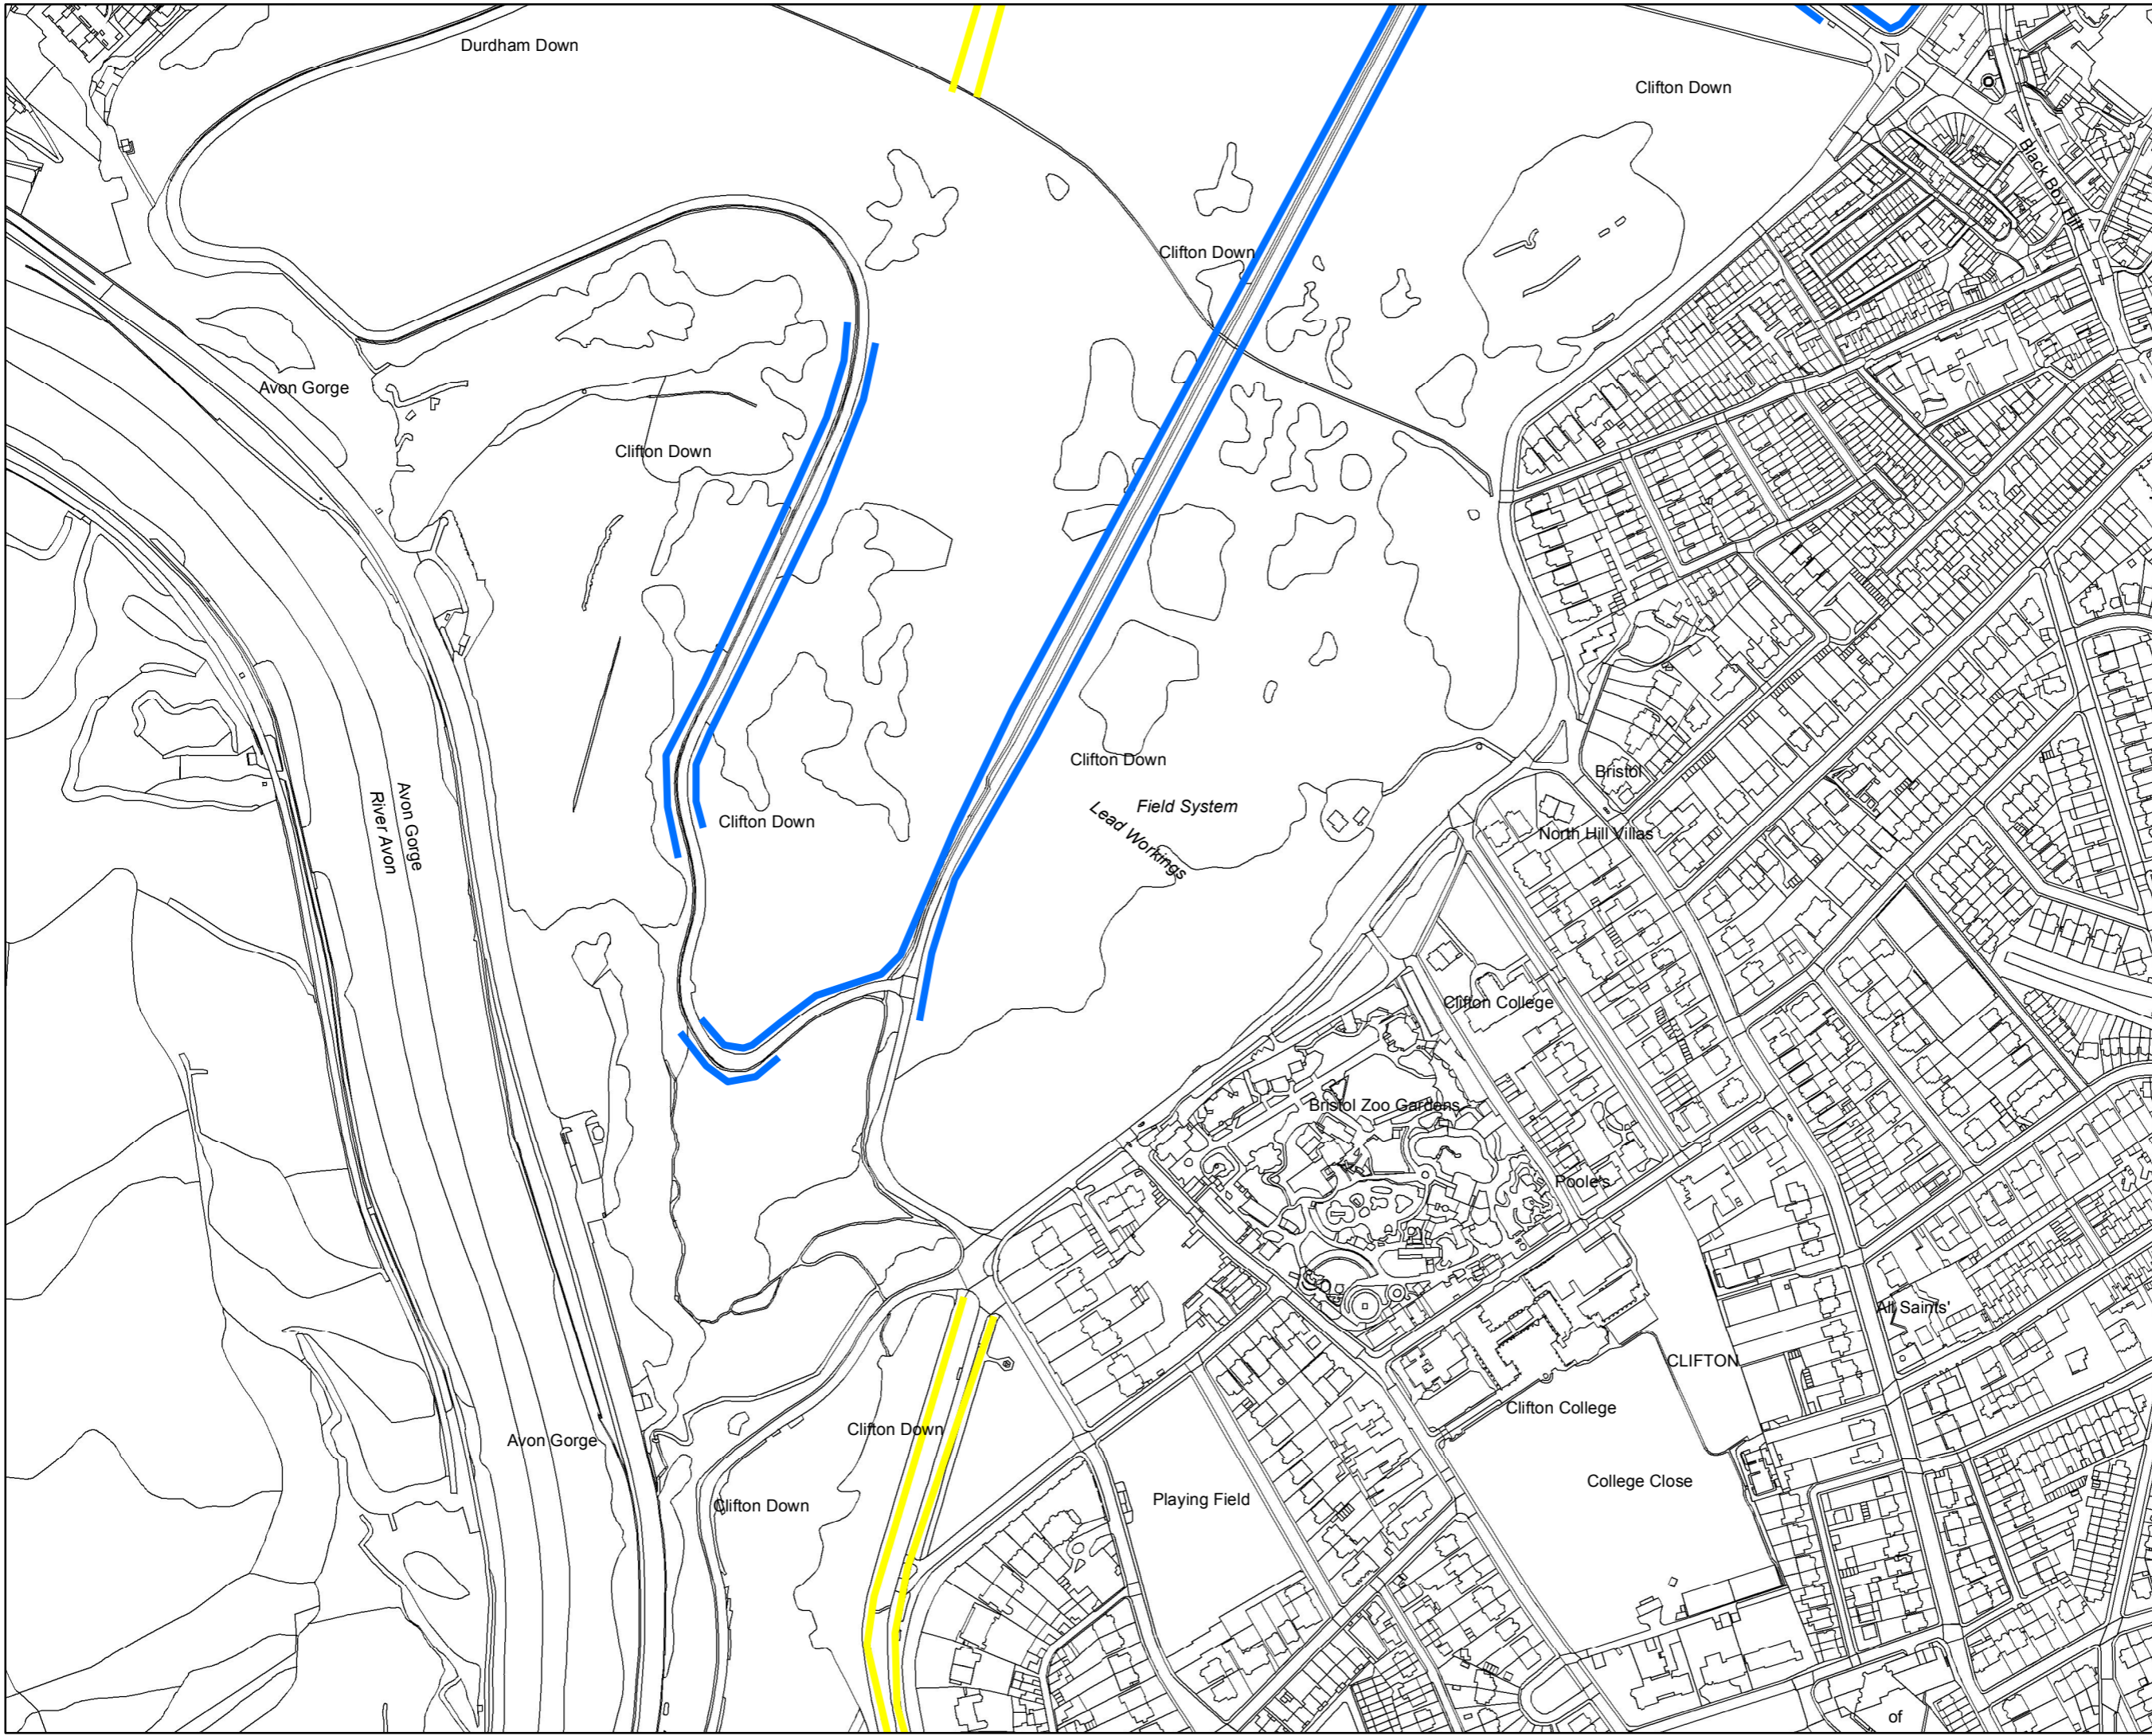 Durdham Down
Clifton Down
Black Boy Hill
Clifton Down
Avon Gorge
Clifton Down
Clifton Down
Bristol
Field System
Lead Workings
Clifton Down
North Hill Villas
Avon Gorge
River Avon
Clifton College
Bristol Zoo Gardens
Poole's
All Saints'
CLIFTON
Clifton College
Clifton Down
Avon Gorge
College Close
Playing Field
Clifton Down
of